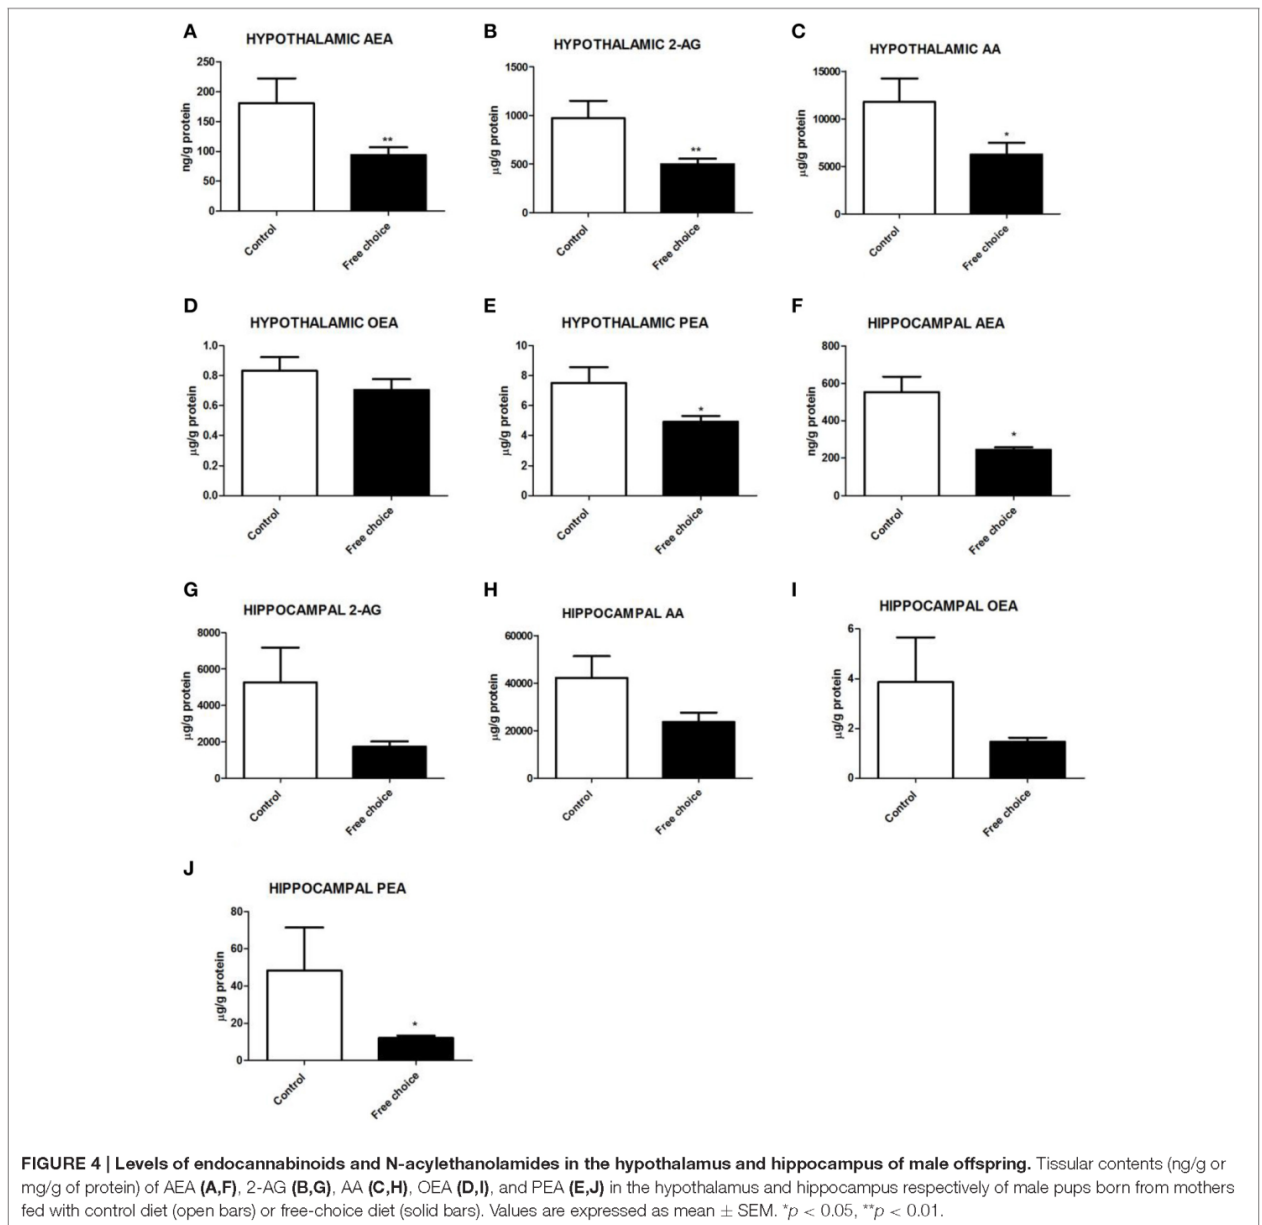 A
HYPOTHALAMIC AEA
250
200
150
100
50
0
ng/g protein
**
Control
Free choice
B
HYPOTHALAMIC 2-AG
1500
1000
500
0
µg/g protein
**
Control
Free choice
C
HYPOTHALAMIC AA
15000
10000
5000
0
µg/g protein
*
Control
Free choice
D
HYPOTHALAMIC OEA
1.0
0.8
0.6
0.4
0.2
0.0
µg/g protein
Control
Free choice
E
HYPOTHALAMIC PEA
10
8
6
4
2
0
µg/g protein
*
Control
Free choice
F
HIPPOCAMPAL AEA
800
600
400
200
0
ng/g protein
*
Control
Free choice
G
HIPPOCAMPAL 2-AG
8000
6000
4000
2000
0
µg/g protein
Control
Free choice
H
HIPPOCAMPAL AA
60000
40000
20000
0
µg/g protein
Control
Free choice
I
HIPPOCAMPAL OEA
6
4
2
0
µg/g protein
Control
Free choice
J
HIPPOCAMPAL PEA
80
60
40
20
0
µg/g protein
*
Control
Free choice
FIGURE 4 | Levels of endocannabinoids and N-acylethanolamides in the hypothalamus and hippocampus of male offspring. Tissular contents (ng/g or
mg/g of protein) of AEA (A,F), 2-AG (B,G), AA (C,H), OEA (D,I), and PEA (E,J) in the hypothalamus and hippocampus respectively of male pups born from mothers
fed with control diet (open bars) or free-choice diet (solid bars). Values are expressed as mean ± SEM. *p < 0.05, **p < 0.01.